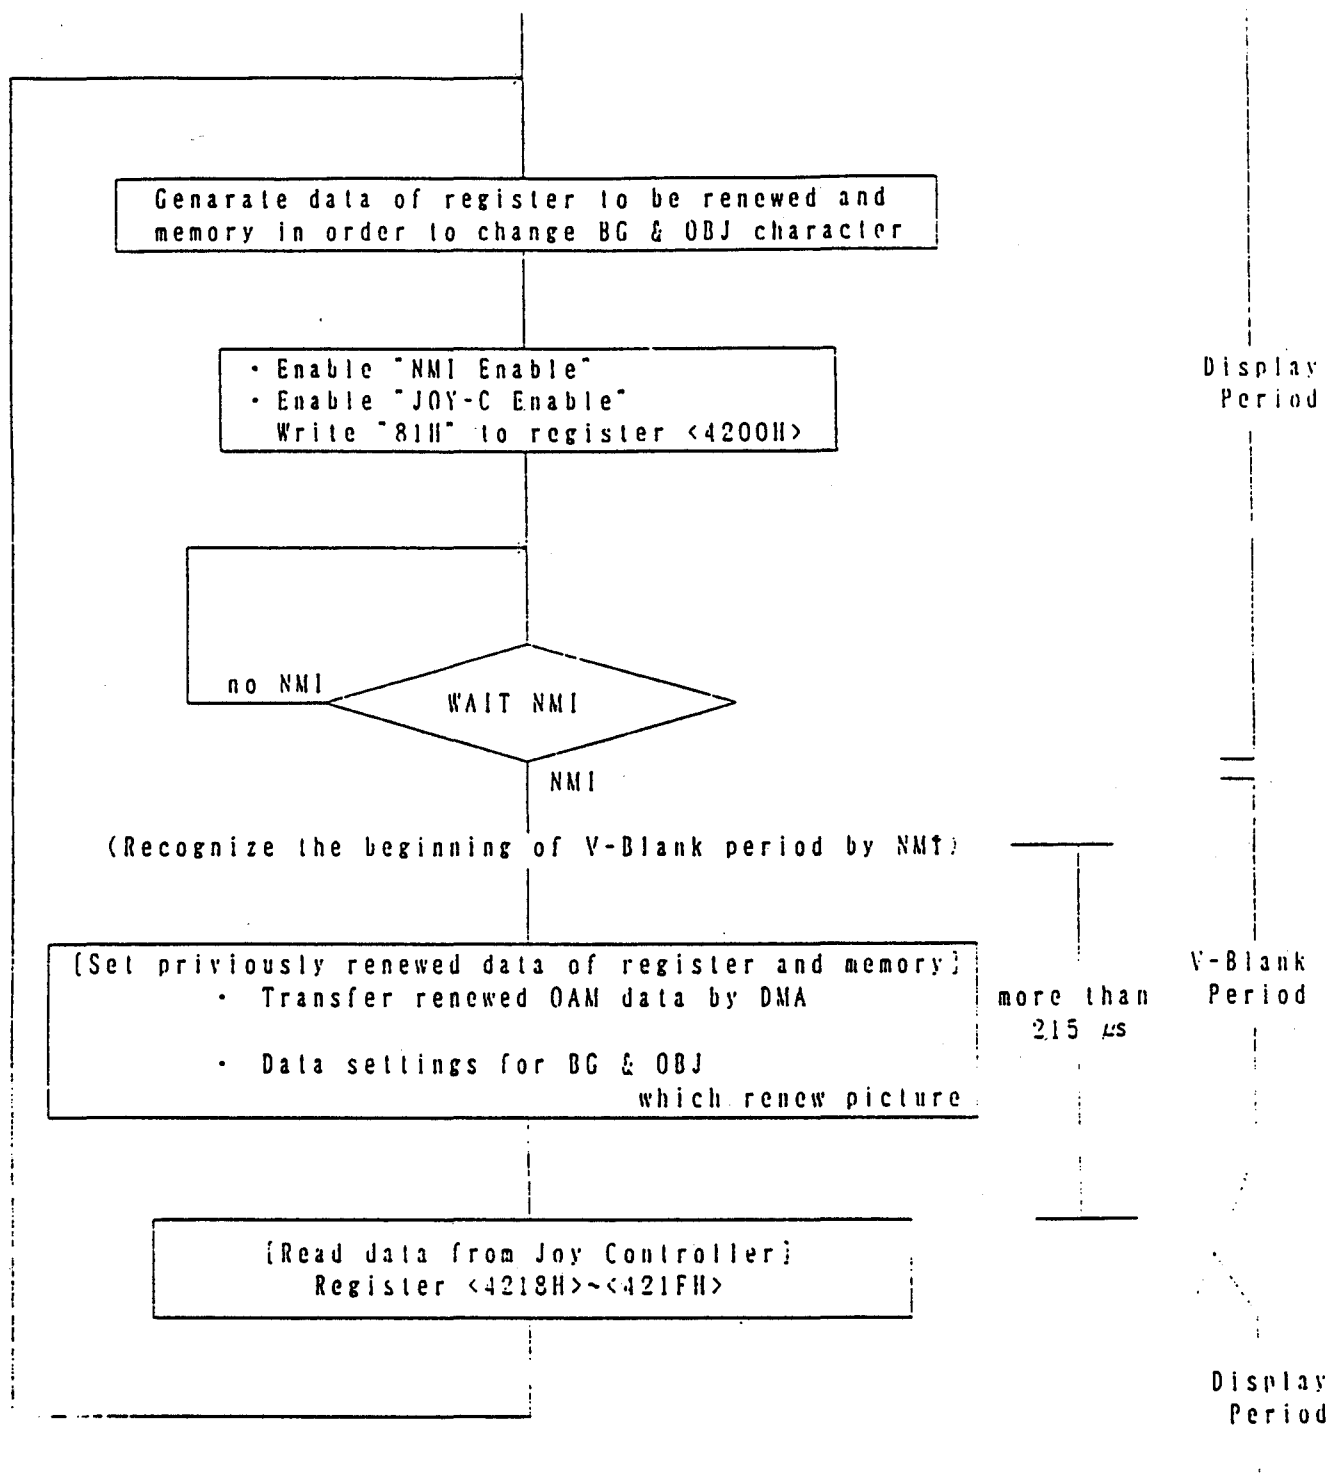 Genarate data of register to be renewed and
memory in order to change BG & OBJ character
・Enable "NMI Enable"
・Enable "JOY-C Enable"
Write "81H" to register <4200H>
Display
Period
no NMI
WAIT NMI
NMI
(Recognize the beginning of V-Blank period by NMI)
[Set priviously renewed data of register and memory]
・ Transfer renewed OAM data by DMA
・ Data settings for BG & OBJ
which renew picture
more than
215 μs
V-Blank
Period
[Read data from Joy Controller]
Register <4218H>~<421FH>
Display
Period